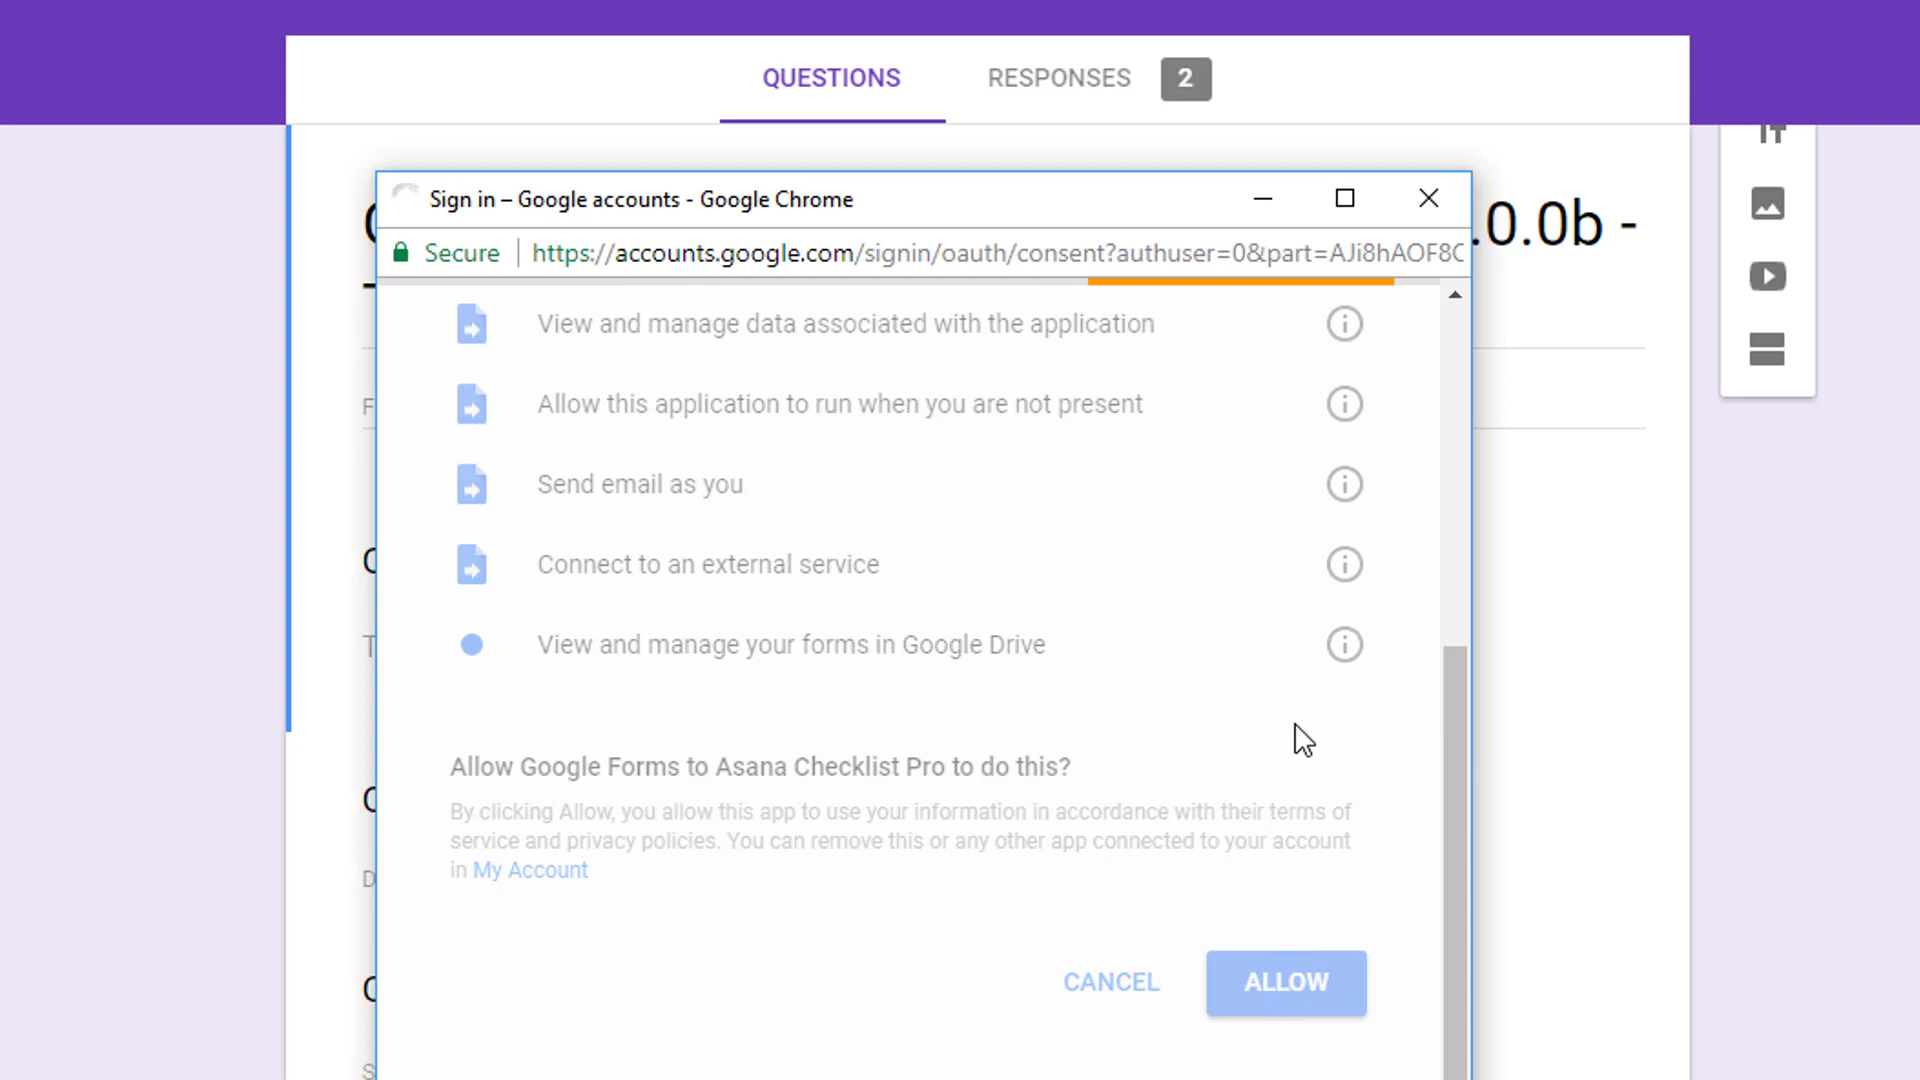 QUESTIONS
RESPONSES 2
Sign in – Google accounts - Google Chrome
.0.0b -
Secure https://accounts.google.com/signin/oauth/consent?authuser=0&part=AJi8hAOF8
View and manage data associated with the application
Allow this application to run when you are not present
Send email as you
Connect to an external service
View and manage your forms in Google Drive
Allow Google Forms to Asana Checklist Pro to do this?
By clicking Allow, you allow this app to use your information in accordance with their terms of
service and privacy policies. You can remove this or any other app connected to your account
in My Account
CANCEL ALLOW